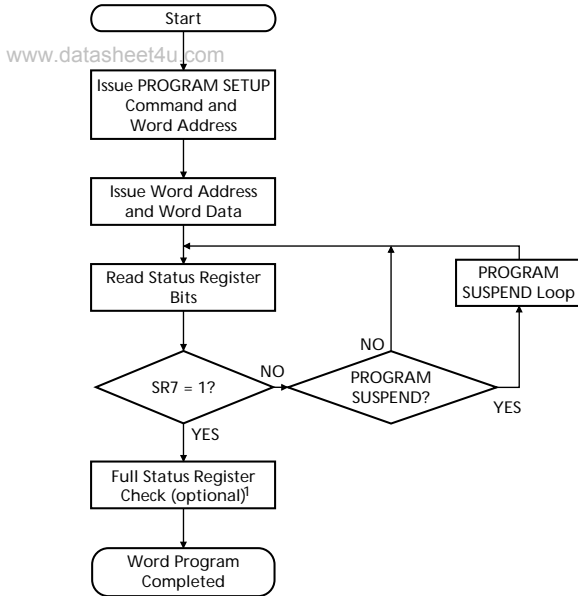 Start
www.datasheet4u.com
Issue PROGRAM SETUP
Command and
Word Address
Issue Word Address
and Word Data
Read Status Register
Bits
PROGRAM
SUSPEND Loop
NO
SR7 = 1?
NO
PROGRAM
SUSPEND?
YES
YES
Full Status Register
Check (optional)1
Word Program
Completed